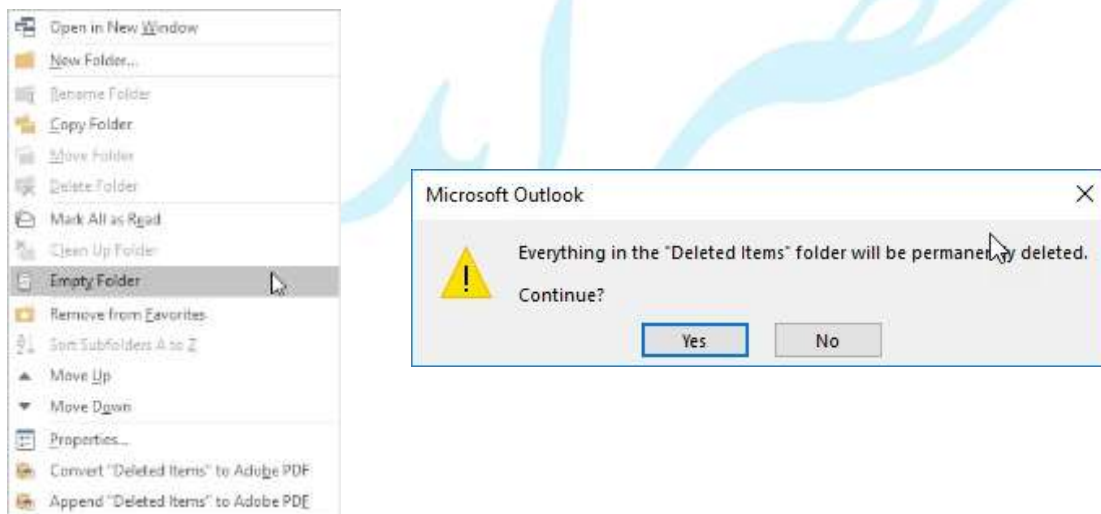 Open in New Window
New Folder...
Rename Folder
Copy Folder
Move Folder
Delete Folder
Mark All as Read
Clean Up Folder
Empty Folder
Remove from Favorites
Sort Subfolders A to Z
Move Up
Move Down
Properties...
Convert "Deleted Items" to Adobe PDF
Append "Deleted Items" to Adobe PDF
Microsoft Outlook
Everything in the "Deleted Items" folder will be permanently deleted.
Continue?
Yes
No